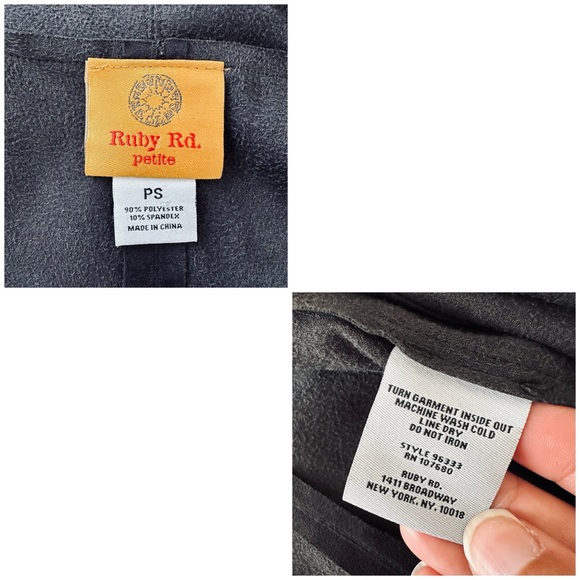 Ruby Rd.
petite
PS
90% POLYESTER
10% SPANDEX
MADE IN CHINA
TURN GARMENT INSIDE OUT
MACHINE WASH COLD
LINE DRY
DO NOT IRON
STYLE 96333
RN 107680
RUBY RD.
1411 BROADWAY
NEW YORK, NY, 10018